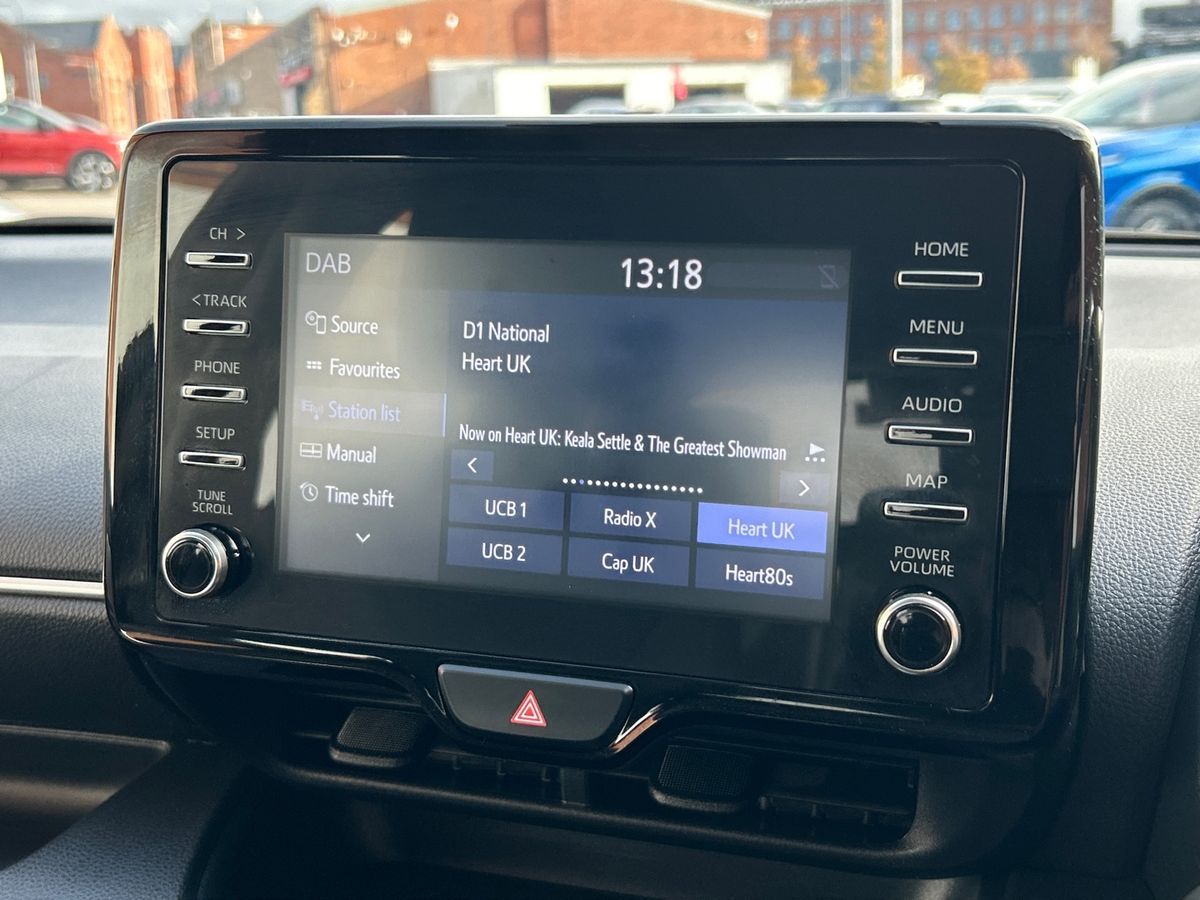 CH >
< TRACK
PHONE
SETUP
TUNE
SCROLL
DAB
13:18
Source
Favourites
Station list
Manual
Time shift
D1 National
Heart UK
Now on Heart UK: Keala Settle & The Greatest Showman
<
>
UCB 1
Radio X
Heart UK
UCB 2
Cap UK
Heart80s
HOME
MENU
AUDIO
MAP
POWER
VOLUME